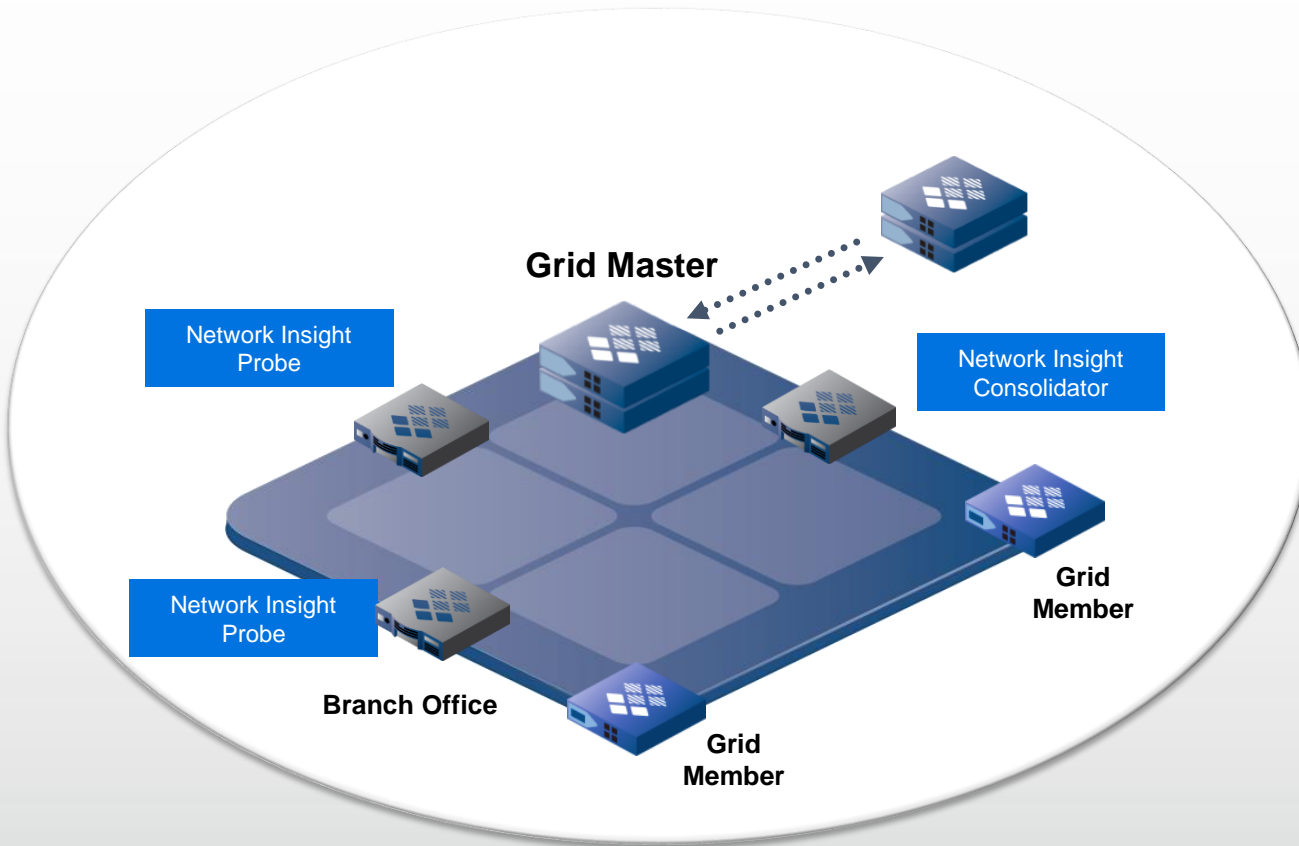 Grid Master
Network Insight
Probe
Network Insight
Consolidator
Grid
Member
Network Insight
Probe
Branch Office
Grid
Member